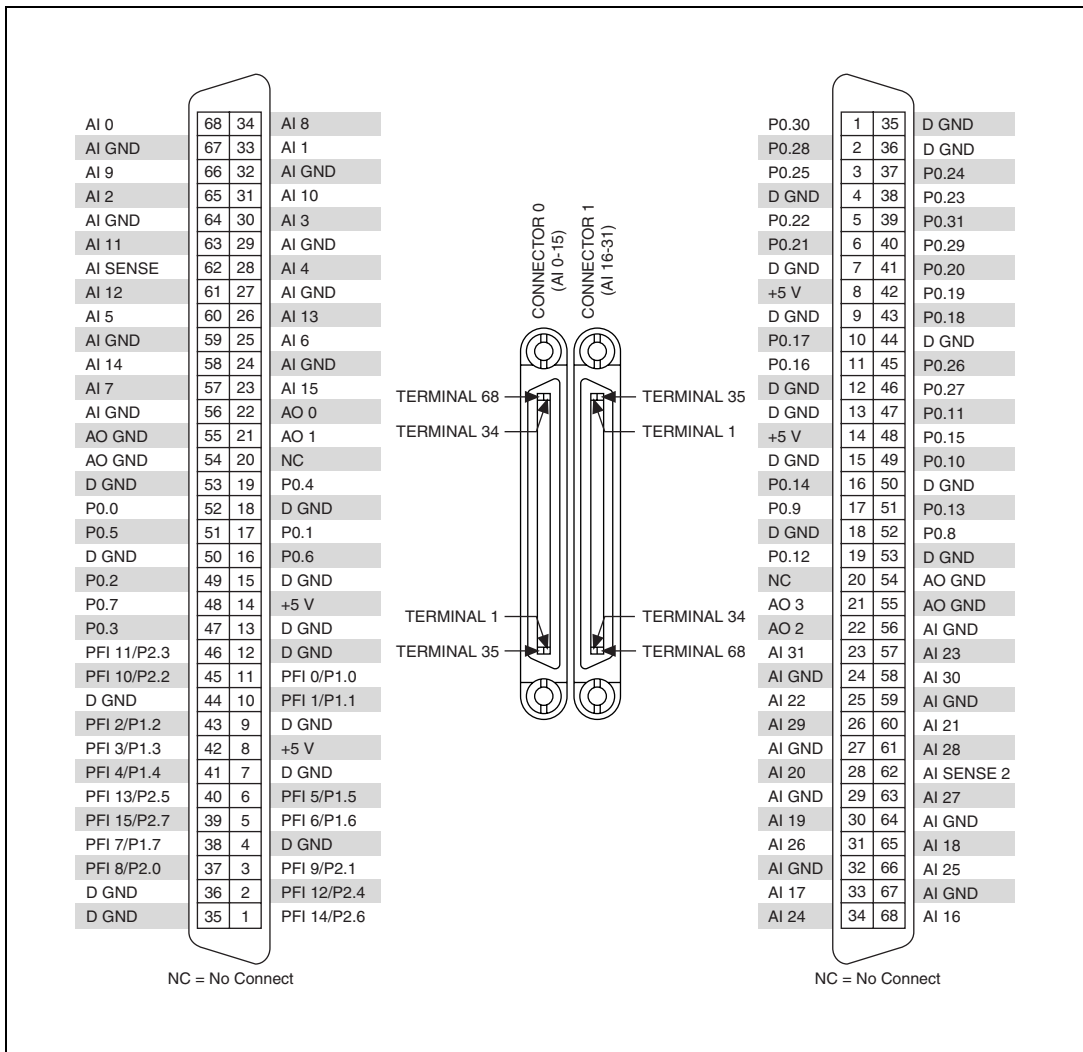 AI 0 68 34 AI 8
AI GND 67 33 AI 1
AI 9 66 32 AI GND
AI 2 65 31 AI 10
AI GND 64 30 AI 3
AI 11 63 29 AI GND
AI SENSE 62 28 AI 4
AI 12 61 27 AI GND
AI 5 60 26 AI 13
AI GND 59 25 AI 6
AI 14 58 24 AI GND
AI 7 57 23 AI 15
AI GND 56 22 AO 0
AO GND 55 21 AO 1
AO GND 54 20 NC
D GND 53 19 P0.4
P0.0 52 18 D GND
P0.5 51 17 P0.1
D GND 50 16 P0.6
P0.2 49 15 D GND
P0.7 48 14 +5 V
P0.3 47 13 D GND
PFI 11/P2.3 46 12 D GND
PFI 10/P2.2 45 11 PFI 0/P1.0
D GND 44 10 PFI 1/P1.1
PFI 2/P1.2 43 9 D GND
PFI 3/P1.3 42 8 +5 V
PFI 4/P1.4 41 7 D GND
PFI 13/P2.5 40 6 PFI 5/P1.5
PFI 15/P2.7 39 5 PFI 6/P1.6
PFI 7/P1.7 38 4 D GND
PFI 8/P2.0 37 3 PFI 9/P2.1
D GND 36 2 PFI 12/P2.4
D GND 35 1 PFI 14/P2.6
NC = No Connect
CONNECTOR 0
(AI 0-15)
CONNECTOR 1
(AI 16-31)
TERMINAL 68
TERMINAL 34
TERMINAL 35
TERMINAL 1
TERMINAL 1
TERMINAL 35
TERMINAL 34
TERMINAL 68
P0.30 1 35 D GND
P0.28 2 36 D GND
P0.25 3 37 P0.24
D GND 4 38 P0.23
P0.22 5 39 P0.31
P0.21 6 40 P0.29
D GND 7 41 P0.20
+5 V 8 42 P0.19
D GND 9 43 P0.18
P0.17 10 44 D GND
P0.16 11 45 P0.26
D GND 12 46 P0.27
D GND 13 47 P0.11
+5 V 14 48 P0.15
D GND 15 49 P0.10
P0.14 16 50 D GND
P0.9 17 51 P0.13
D GND 18 52 P0.8
P0.12 19 53 D GND
NC 20 54 AO GND
AO 3 21 55 AO GND
AO 2 22 56 AI GND
AI 31 23 57 AI 23
AI GND 24 58 AI 30
AI 22 25 59 AI GND
AI 29 26 60 AI 21
AI GND 27 61 AI 28
AI 20 28 62 AI SENSE 2
AI GND 29 63 AI 27
AI 19 30 64 AI GND
AI 26 31 65 AI 18
AI GND 32 66 AI 25
AI 17 33 67 AI GND
AI 24 34 68 AI 16
NC = No Connect